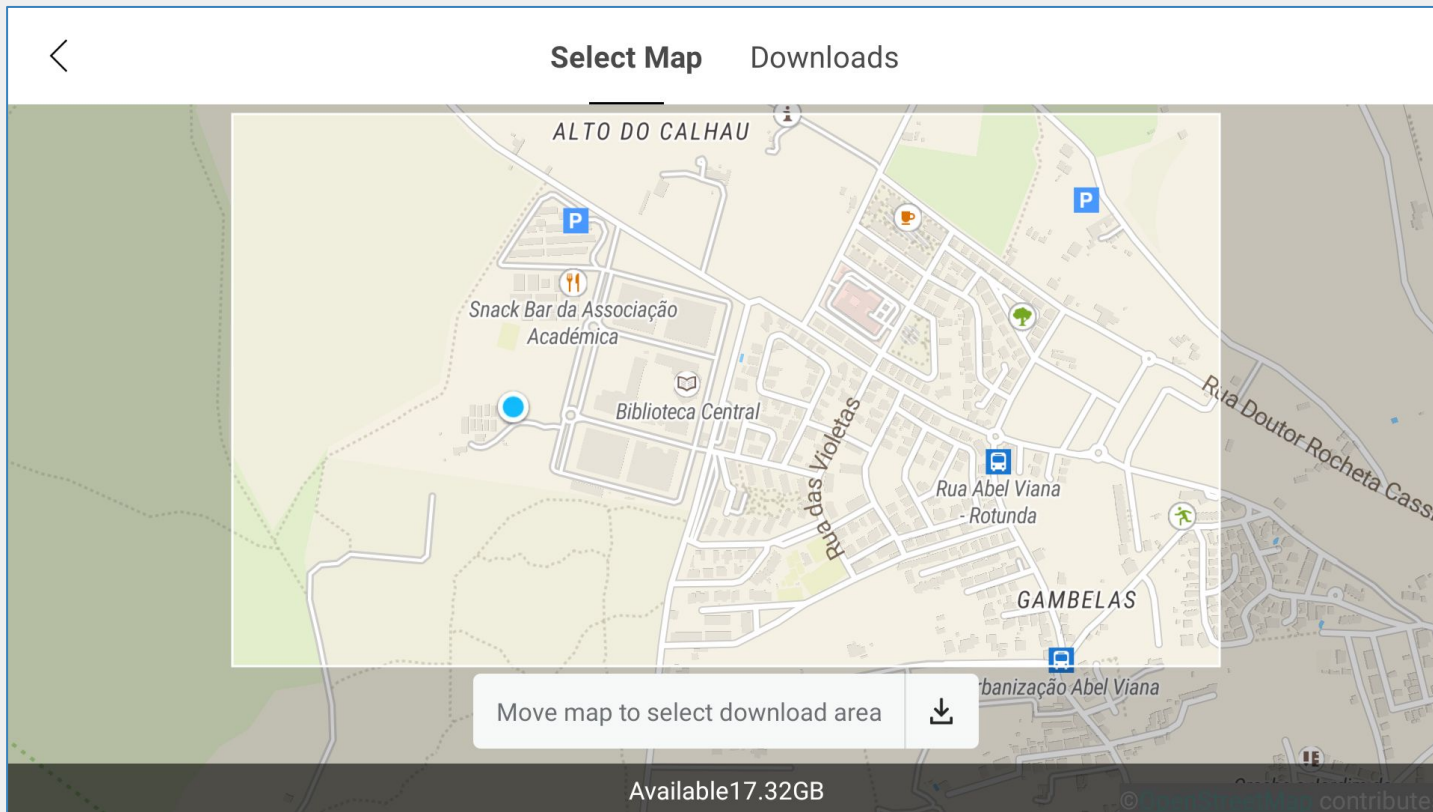 Select Map Downloads
ALTO DO CALHAU
P
P
Snack Bar da Associação
Académica
Biblioteca Central
Rua das Violetas
Rua Doutor Rocheta Cass
Rua Abel Viana
- Rotunda
GAMBELAS
rbanização Abel Viana
Move map to select download area
Available17.32GB
©OpenStreetMap contribute